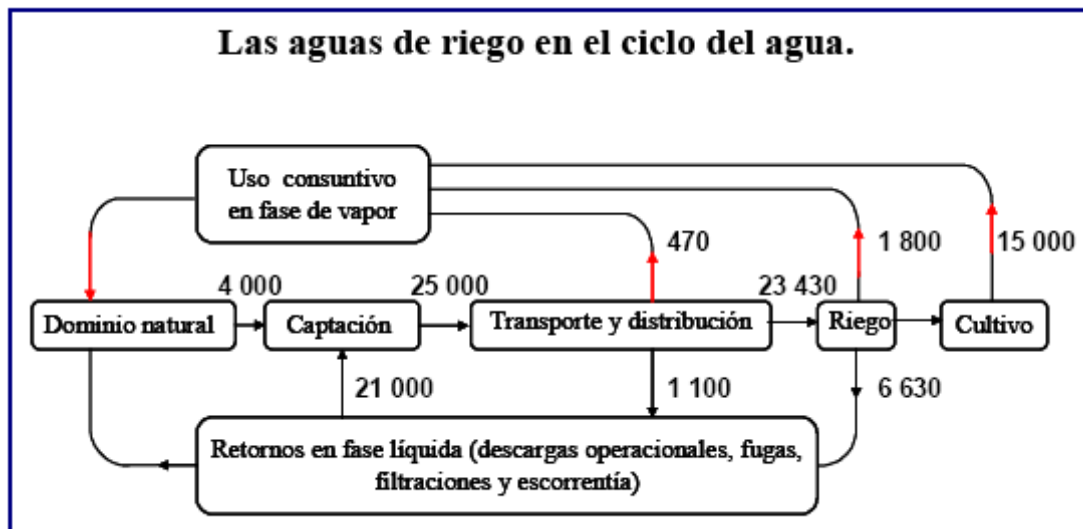 Las aguas de riego en el ciclo del agua.
Uso consuntivo
en fase de vapor
470
1 800
15 000
4 000
25 000
23 430
Dominio natural
Captación
Transporte y distribución
Riego
Cultivo
21 000
1 100
6 630
Retornos en fase líquida (descargas operacionales, fugas,
filtraciones y escorrentía)